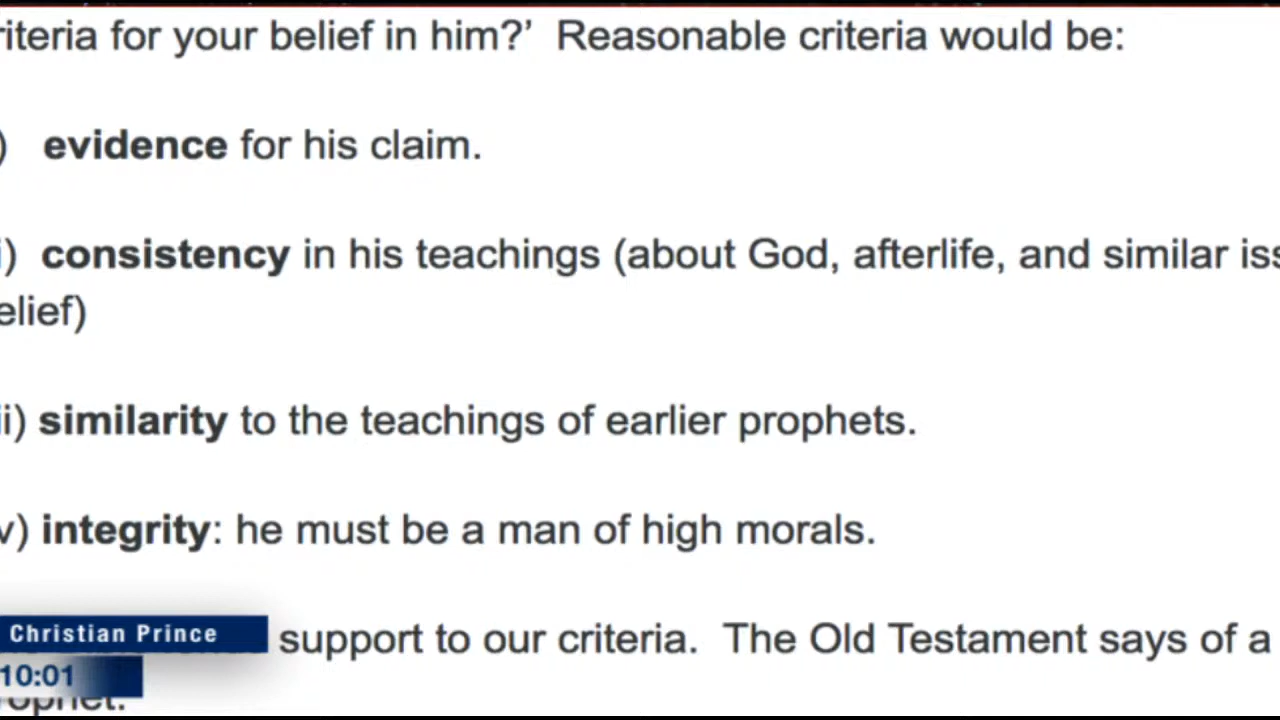 riteria for your belief in him?’ Reasonable criteria would be:
) evidence for his claim.
i) consistency in his teachings (about God, afterlife, and similar iss
elief)
ii) similarity to the teachings of earlier prophets.
v) integrity: he must be a man of high morals.
Christian Prince support to our criteria. The Old Testament says of a
10:01
rophet: